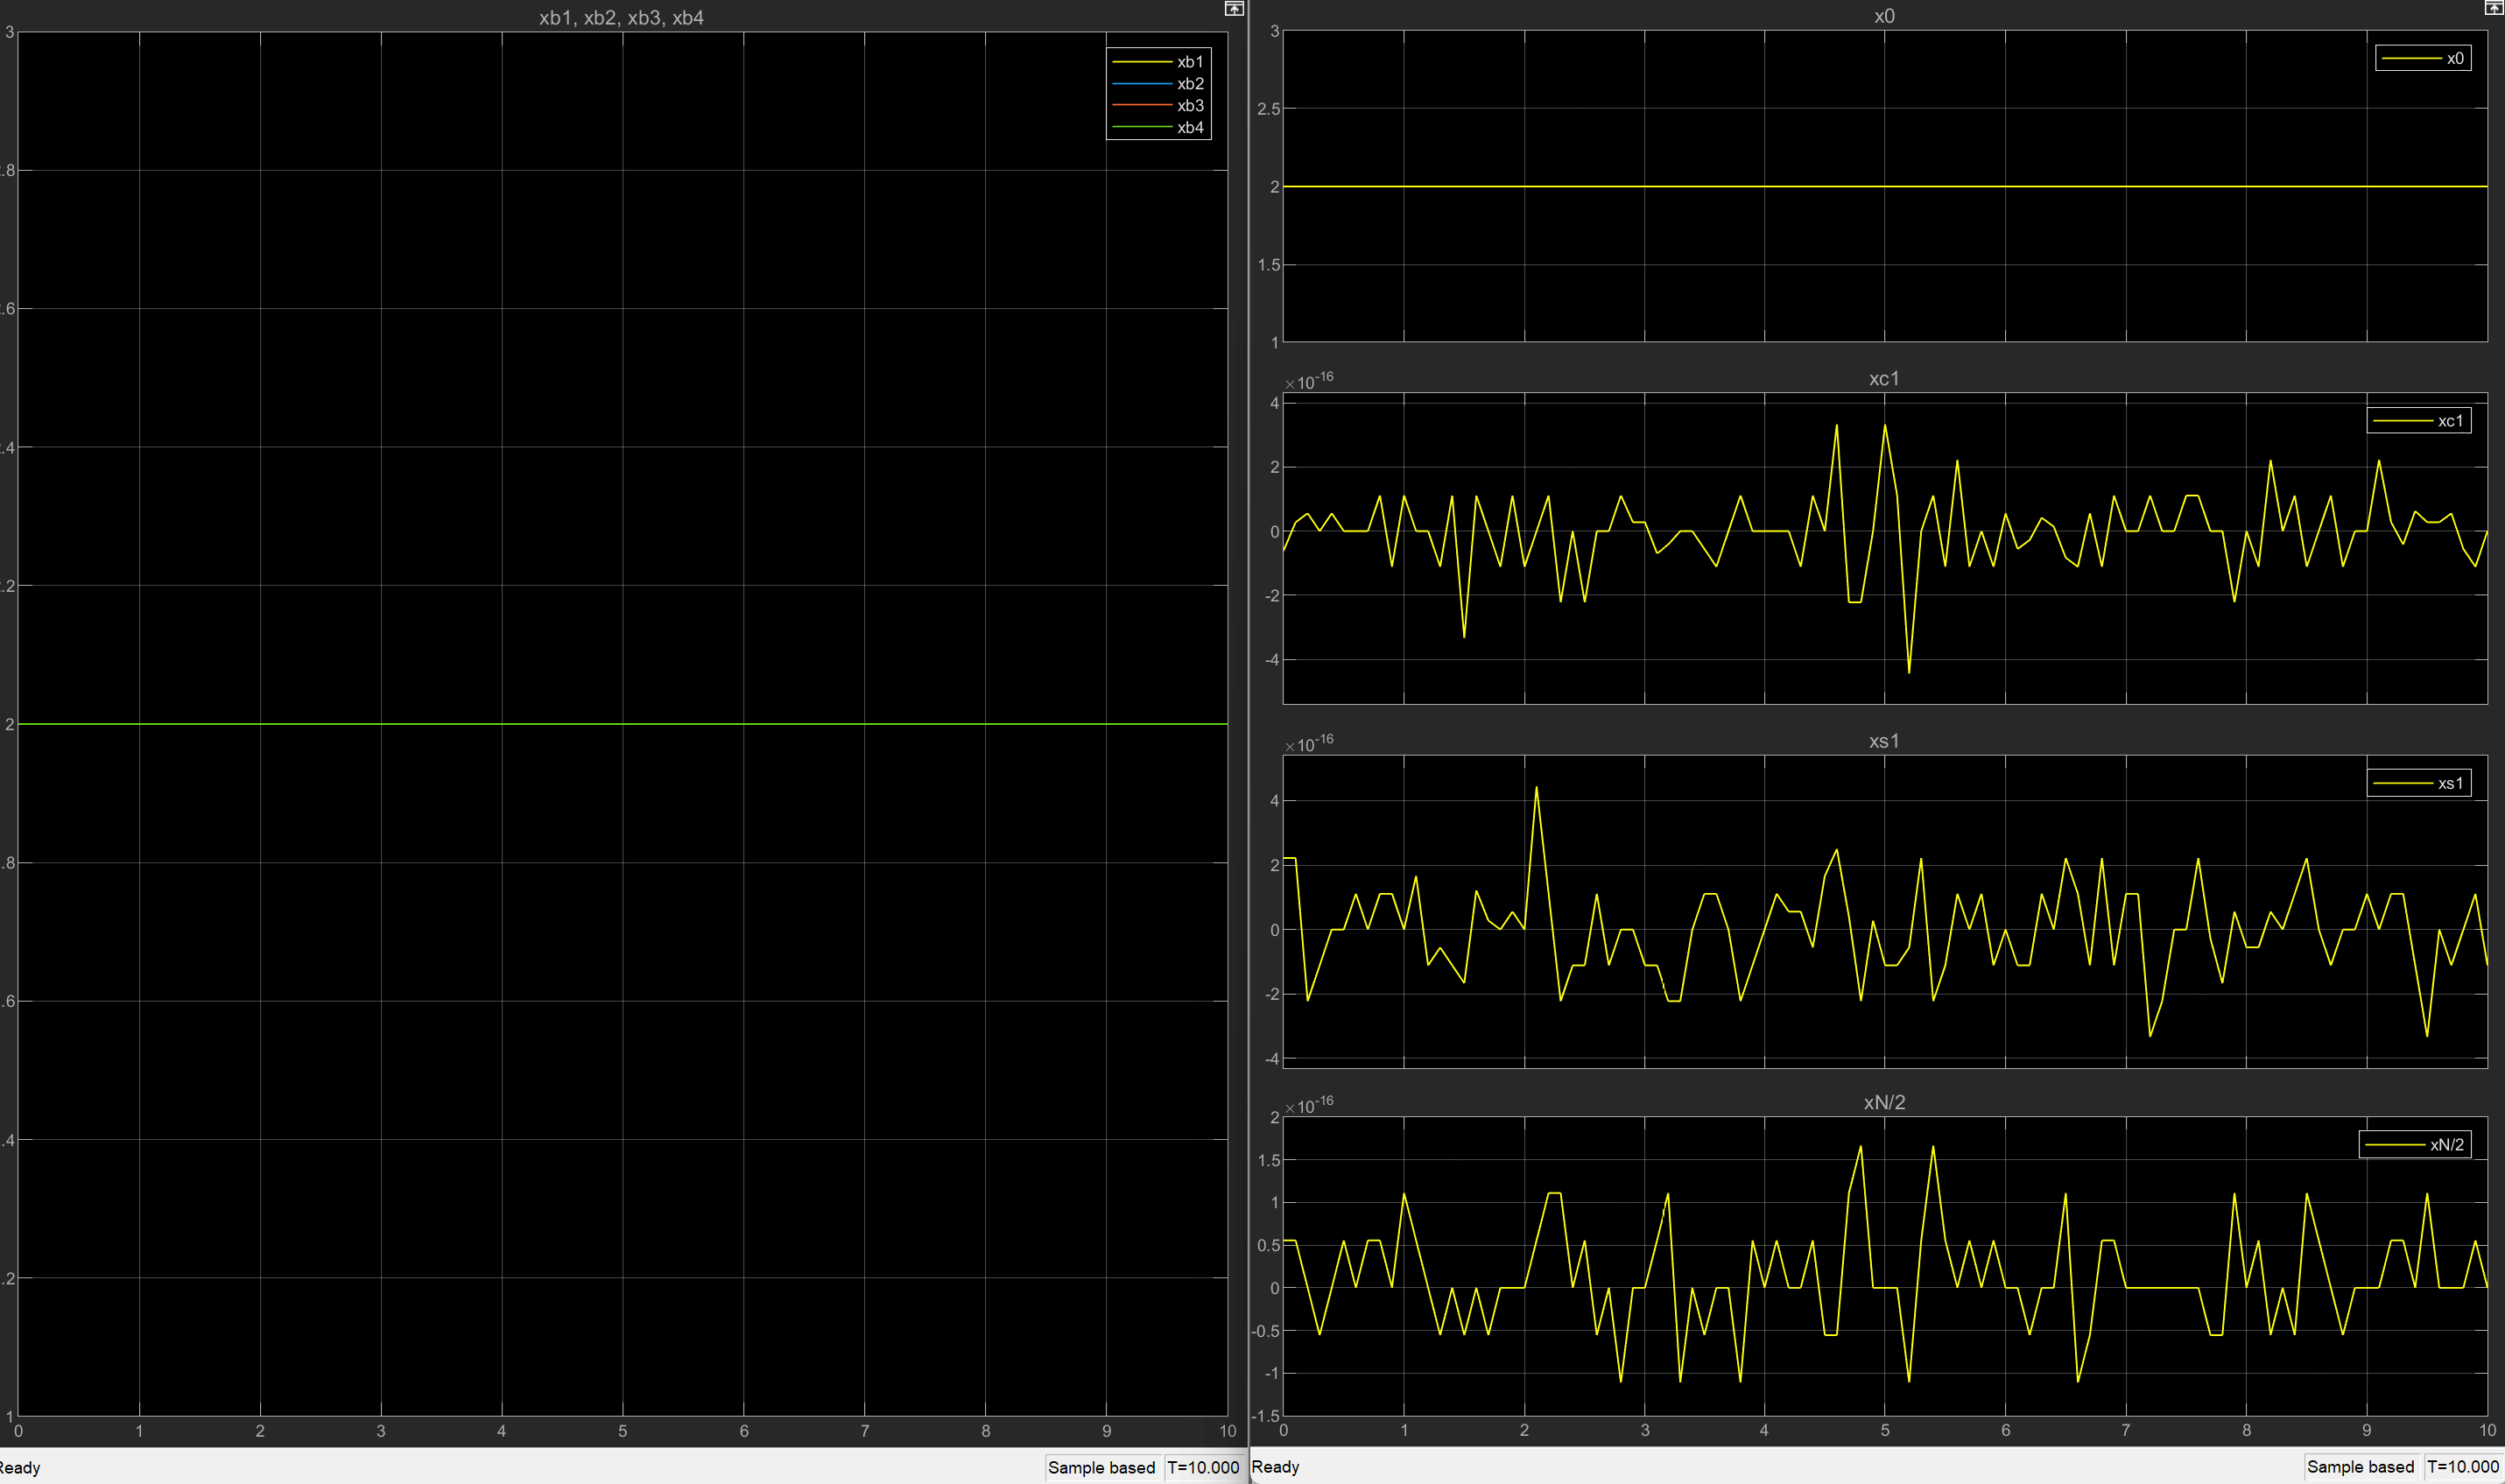 xb1, xb2, xb3, xb4
3
.8
.6
.4
.2
2
.8
.6
.4
.2
1
0 1 2 3 4 5 6 7 8 9 10
xb1
xb2
xb3
xb4
Ready
Sample based T=10.000
x0
3
2.5
2
1.5
1
x0
×10^-16
xc1
4
2
0
-2
-4
xc1
×10^-16
xs1
4
2
0
-2
-4
xs1
×10^-16
xN/2
2
1.5
1
0.5
0
-0.5
-1
-1.5
xN/2
0 1 2 3 4 5 6 7 8 9 10
Ready
Sample based T=10.000